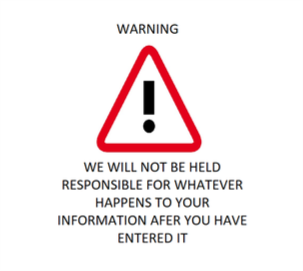 WARNING
!
WE WILL NOT BE HELD
RESPONSIBLE FOR WHATEVER
HAPPENS TO YOUR
INFORMATION AFER YOU HAVE
ENTERED IT